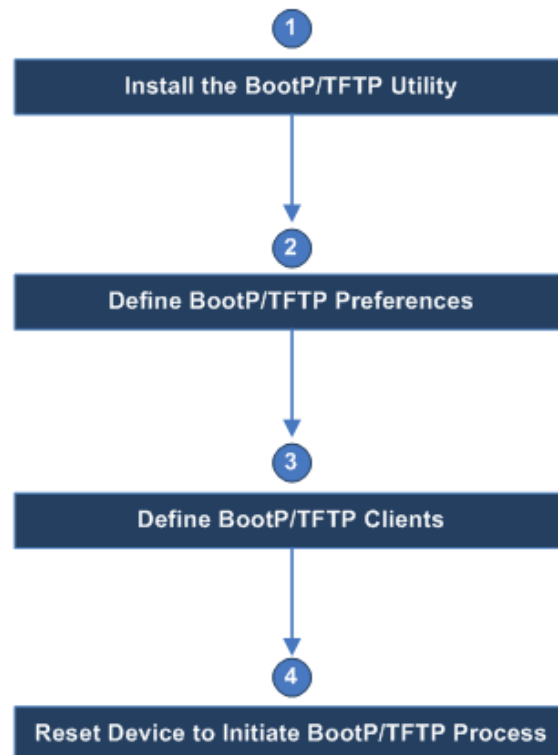 1
Install the BootP/TFTP Utility
2
Define BootP/TFTP Preferences
3
Define BootP/TFTP Clients
4
Reset Device to Initiate BootP/TFTP Process